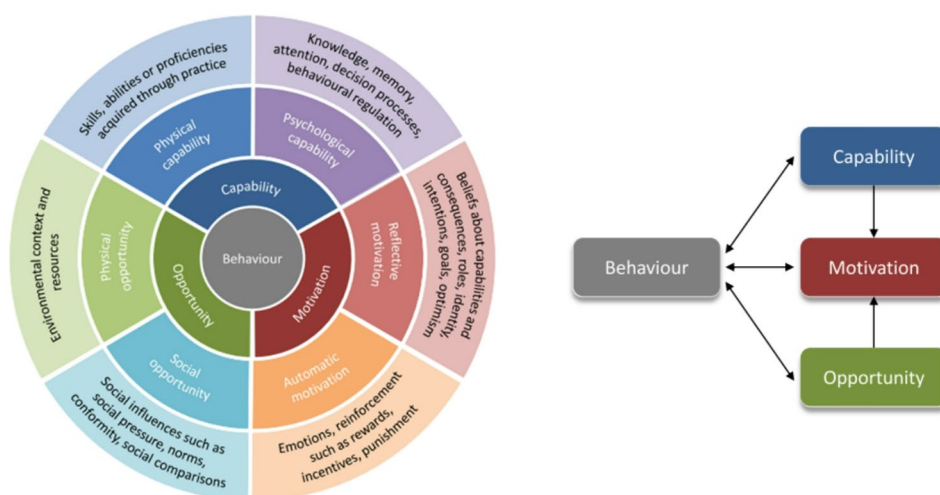 Skills, abilities or proficiencies
acquired through practice
Knowledge, memory,
attention, decision processes,
behavioural regulation
Physical
capability
Psychological
capability
Capability
Environmental context and
resources
Physical
opportunity
Opportunity
Behaviour
Motivation
Reflective
motivation
Beliefs about capabilities and
consequences, roles, identity,
intentions, goals, optimism
Social
opportunity
Automatic
motivation
Social influences such as
social pressure, norms,
conformity, social comparisons
Emotions, reinforcement
such as rewards,
incentives, punishment
Capability
Behaviour
Motivation
Opportunity